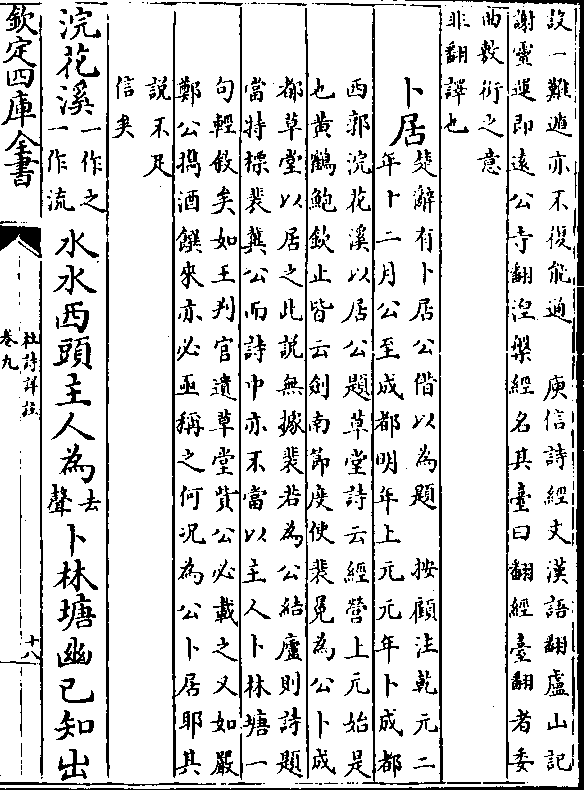 設一難遁亦不復能通　庾信詩經文漢語翻廬山記
謝靈運即遠公寺翻湼槃經名其臺曰翻經臺翻者委
曲敷衍之意
非翻譯也
卜居
楚辭有卜居公借以為題　按顧注乾元二
年十二月公至成都明年上元元年卜成都
西郭浣花溪以居公題草堂詩云經營上元始是
也黄鶴鮑欽止皆云劍南節度使裴冕為公卜成
都草堂以居之此說無據裴若為公結廬則詩題
當特標裴冀公而詩中亦不當以主人卜林塘一
句輕敘矣如王判官遺草堂貲公必載之又如嚴
鄭公携酒饌來亦必亟稱之何况為公卜居耶其
說不足
信矣
浣花溪一作之一作流水水西頭主人為去聲卜林塘幽已知出
欽定四庫全書
杜詩詳註
卷九
十八